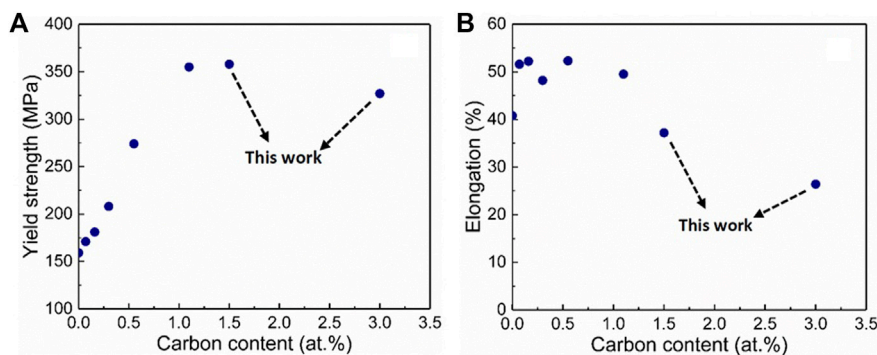 A
400
350
300
250
200
150
100
Yield strength (MPa)
This work
0.0 0.5 1.0 1.5 2.0 2.5 3.0 3.5
Carbon content (at.%)
B
60
50
40
30
20
10
0
Elongation (%)
This work
0.0 0.5 1.0 1.5 2.0 2.5 3.0 3.5
Carbon content (at.%)